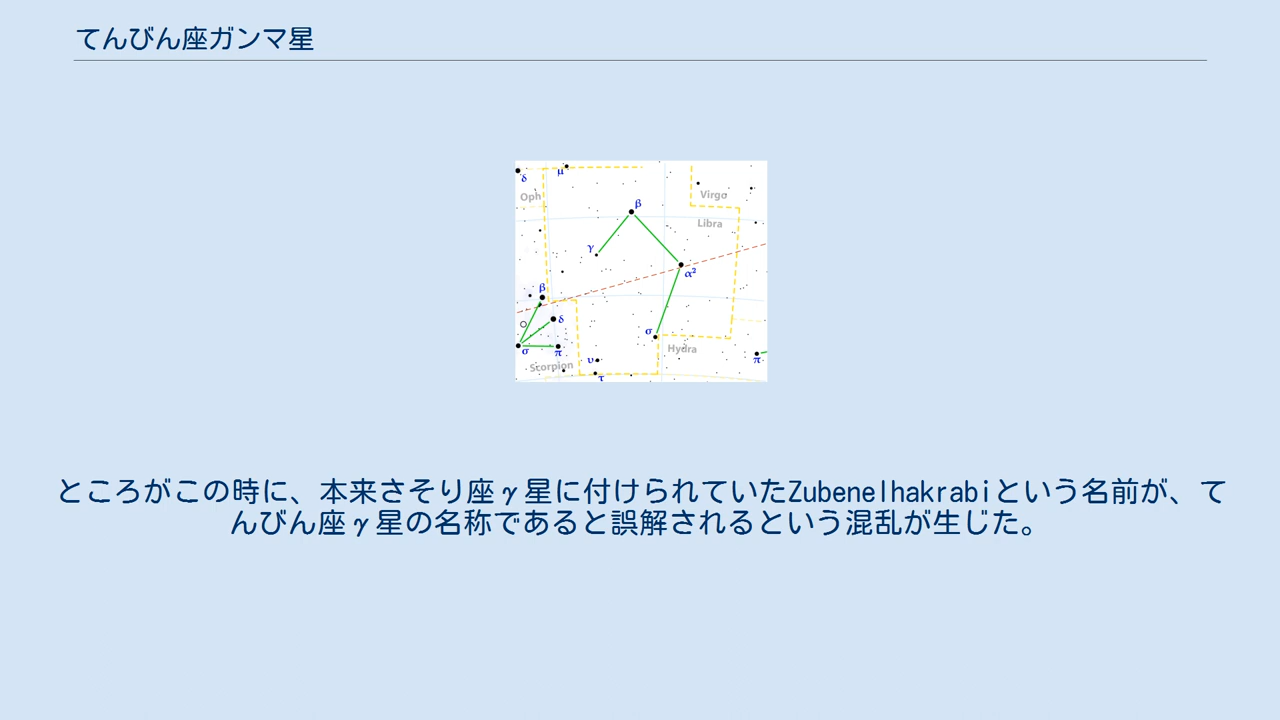 てんびん座ガンマ星
δ
μ
Oph
Virgo
β
Libra
γ
α²
β
δ
σ
σ
π
Hydra
υ
π
Scorpion
τ
ところがこの時に、本来さそり座γ星に付けられていたZubenelhakrabiという名前が、て
んびん座γ星の名称であると誤解されるという混乱が生じた。